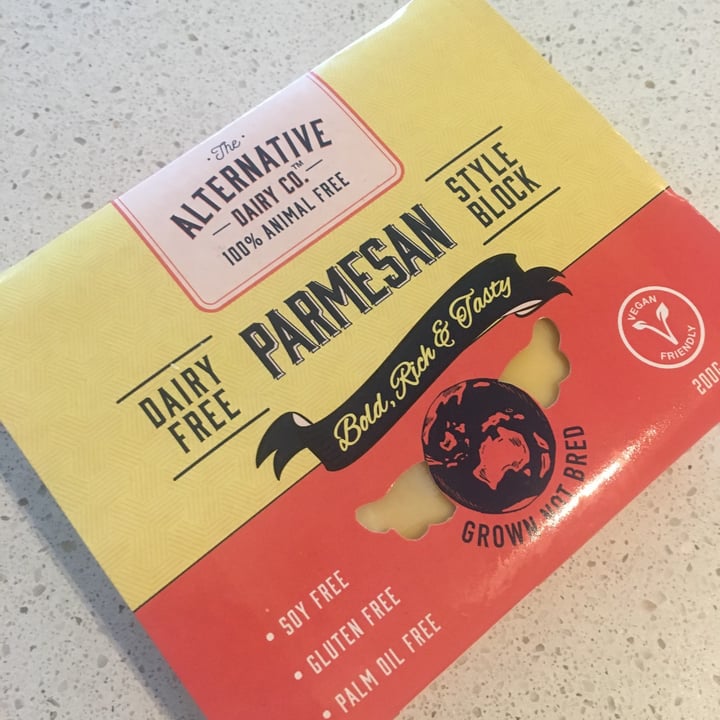 The
ALTERNATIVE
DAIRY CO.™
100% ANIMAL FREE
DAIRY
FREE
PARMESAN
STYLE
BLOCK
Bold, Rich & Tasty
VEGAN
FRIENDLY
200G
GROWN NOT BRED
• SOY FREE
• GLUTEN FREE
• PALM OIL FREE